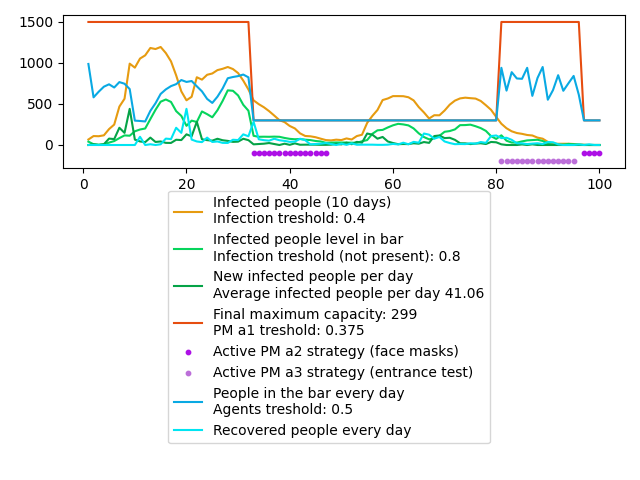 1500
1000
500
0
0
20
40
60
80
100
Infected people (10 days)
Infection treshold: 0.4
Infected people level in bar
Infection treshold (not present): 0.8
New infected people per day
Average infected people per day 41.06
Final maximum capacity: 299
PM a1 treshold: 0.375
Active PM a2 strategy (face masks)
Active PM a3 strategy (entrance test)
People in the bar every day
Agents treshold: 0.5
Recovered people every day